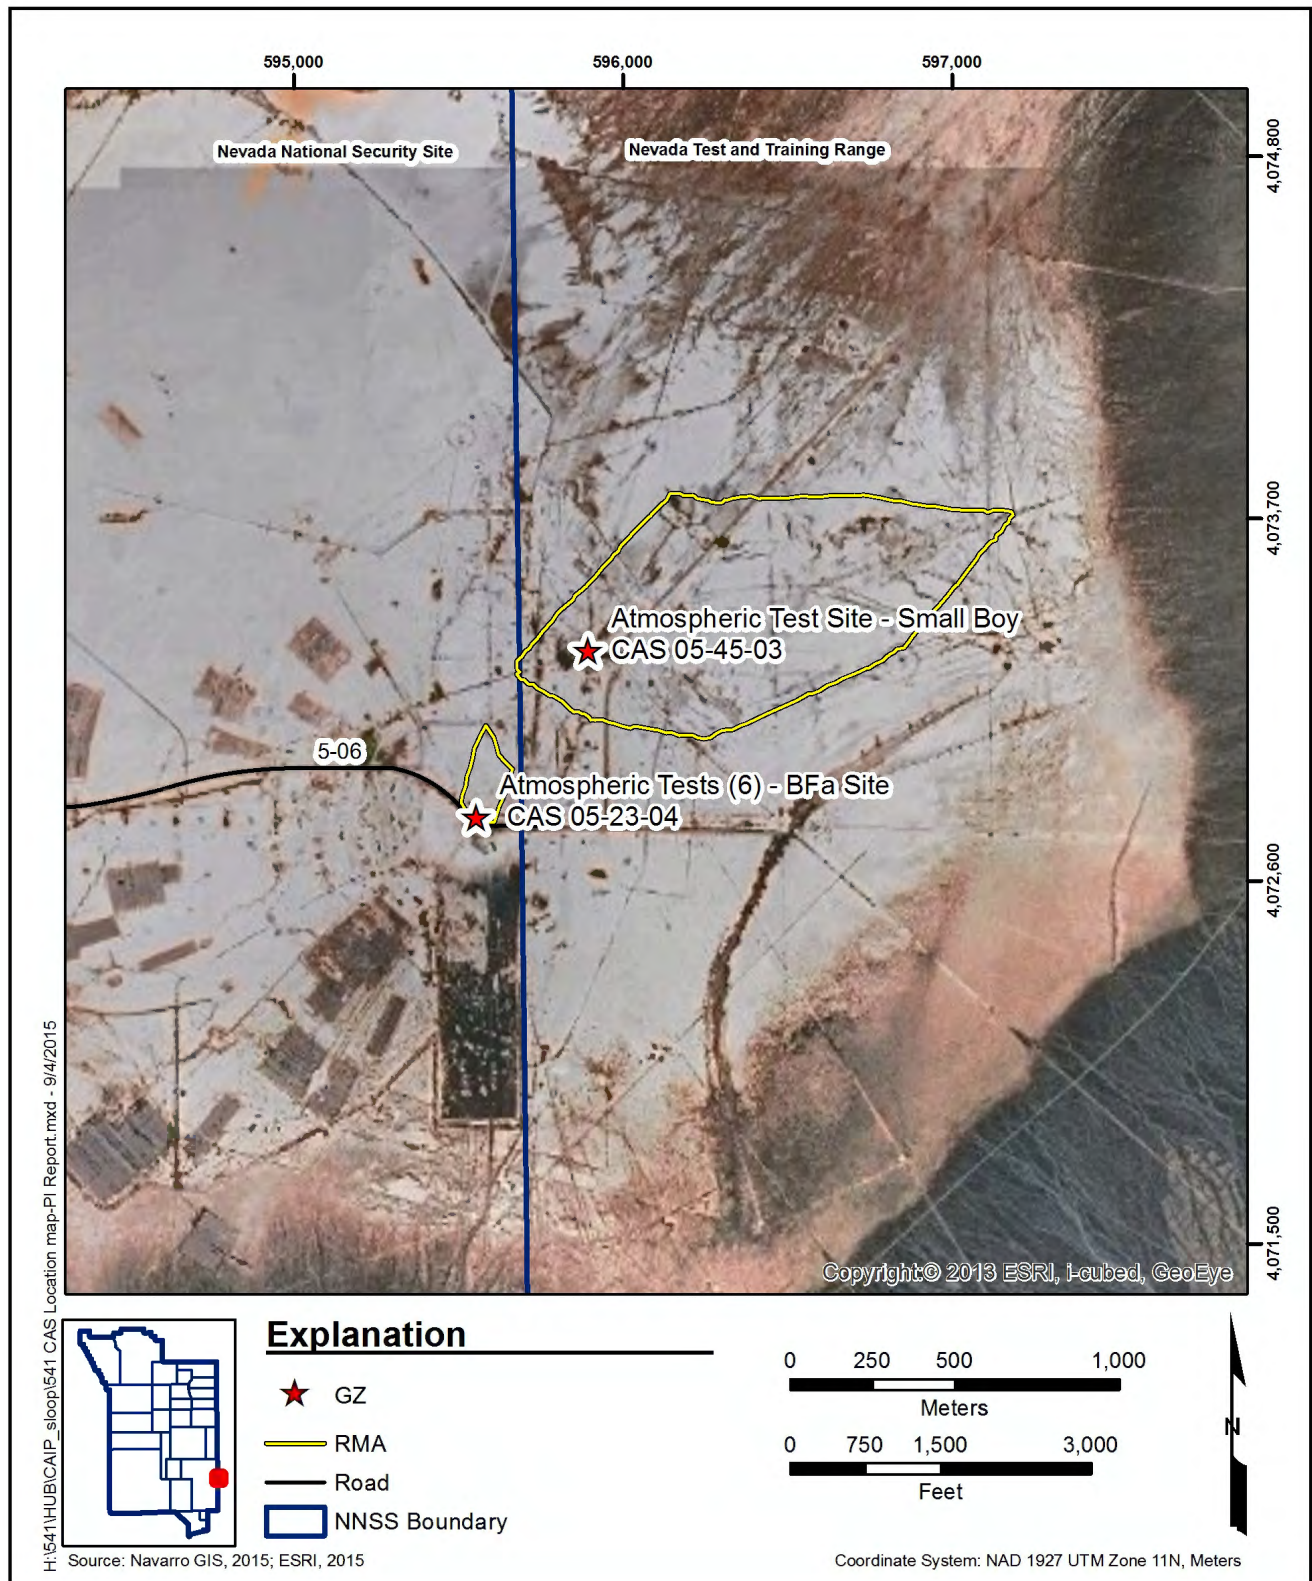 595,000 596,000 597,000
Nevada National Security Site
Nevada Test and Training Range
4,074,800
4,073,700
Atmospheric Test Site - Small Boy
CAS 05-45-03
5-06
Atmospheric Tests (6) - BFa Site
CAS 05-23-04
4,072,600
4,071,500
Copyright:© 2013 ESRI, i-cubed, GeoEye
H:\541\HUB\CAIP_sloop\541 CAS Location map-PI Report.mxd - 9/4/2015
Explanation
GZ
RMA
Road
NNSS Boundary
0 250 500 1,000
Meters
0 750 1,500 3,000
Feet
N
Source: Navarro GIS, 2015; ESRI, 2015
Coordinate System: NAD 1927 UTM Zone 11N, Meters